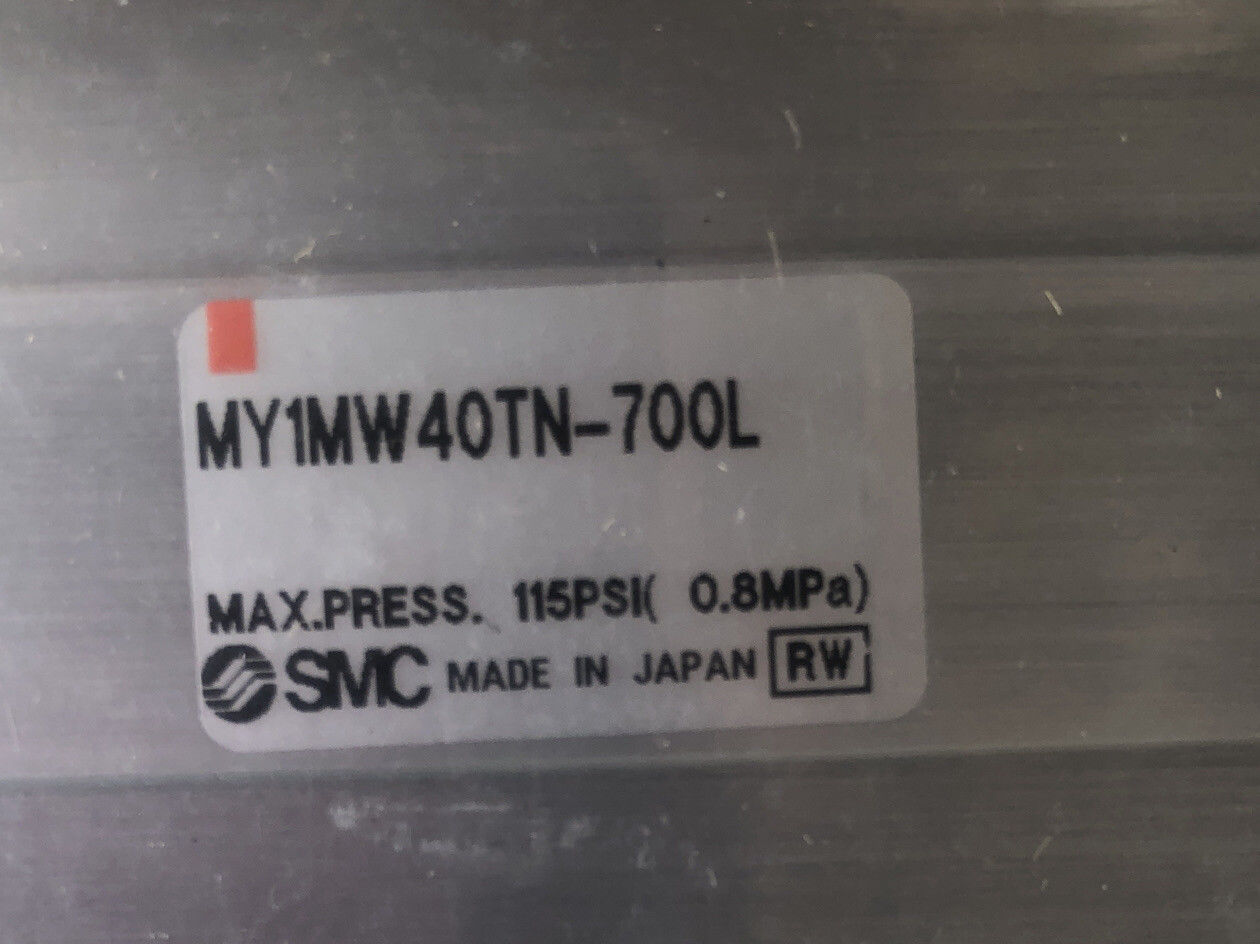 MY1MW40TN-700L
MAX.PRESS. 115PSI( 0.8MPa)
SMC MADE IN JAPAN RW